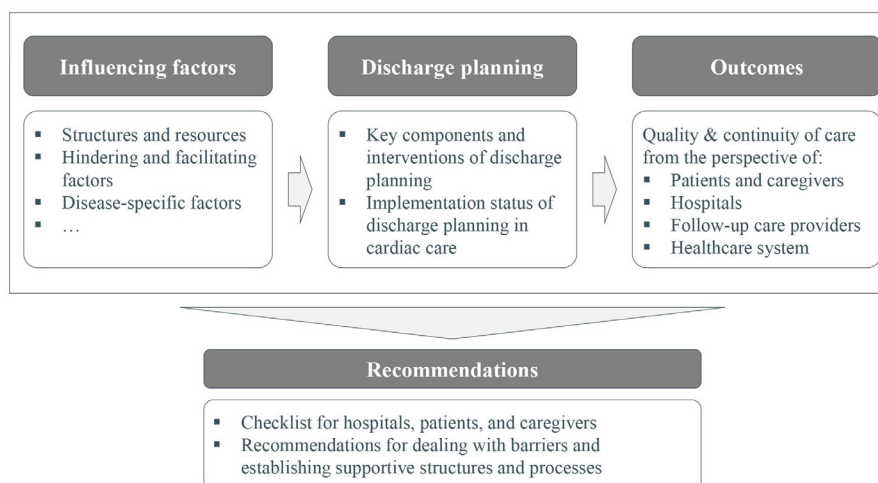 Influencing factors
▪ Structures and resources
▪ Hindering and facilitating
factors
▪ Disease-specific factors
▪ …
Discharge planning
▪ Key components and
interventions of discharge
planning
▪ Implementation status of
discharge planning in
cardiac care
Outcomes
Quality & continuity of care
from the perspective of:
▪ Patients and caregivers
▪ Hospitals
▪ Follow-up care providers
▪ Healthcare system
Recommendations
▪ Checklist for hospitals, patients, and caregivers
▪ Recommendations for dealing with barriers and
establishing supportive structures and processes